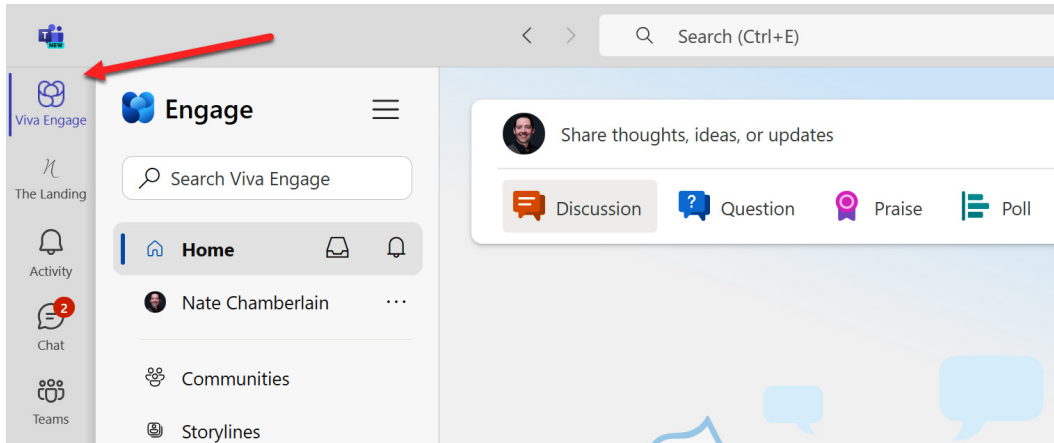 NEW
Search (Ctrl+E)
Viva Engage
The Landing
Activity
2
Chat
Teams
Engage
Search Viva Engage
Home
Nate Chamberlain
Communities
Storylines
Share thoughts, ideas, or updates
Discussion
? Question
Praise
Poll